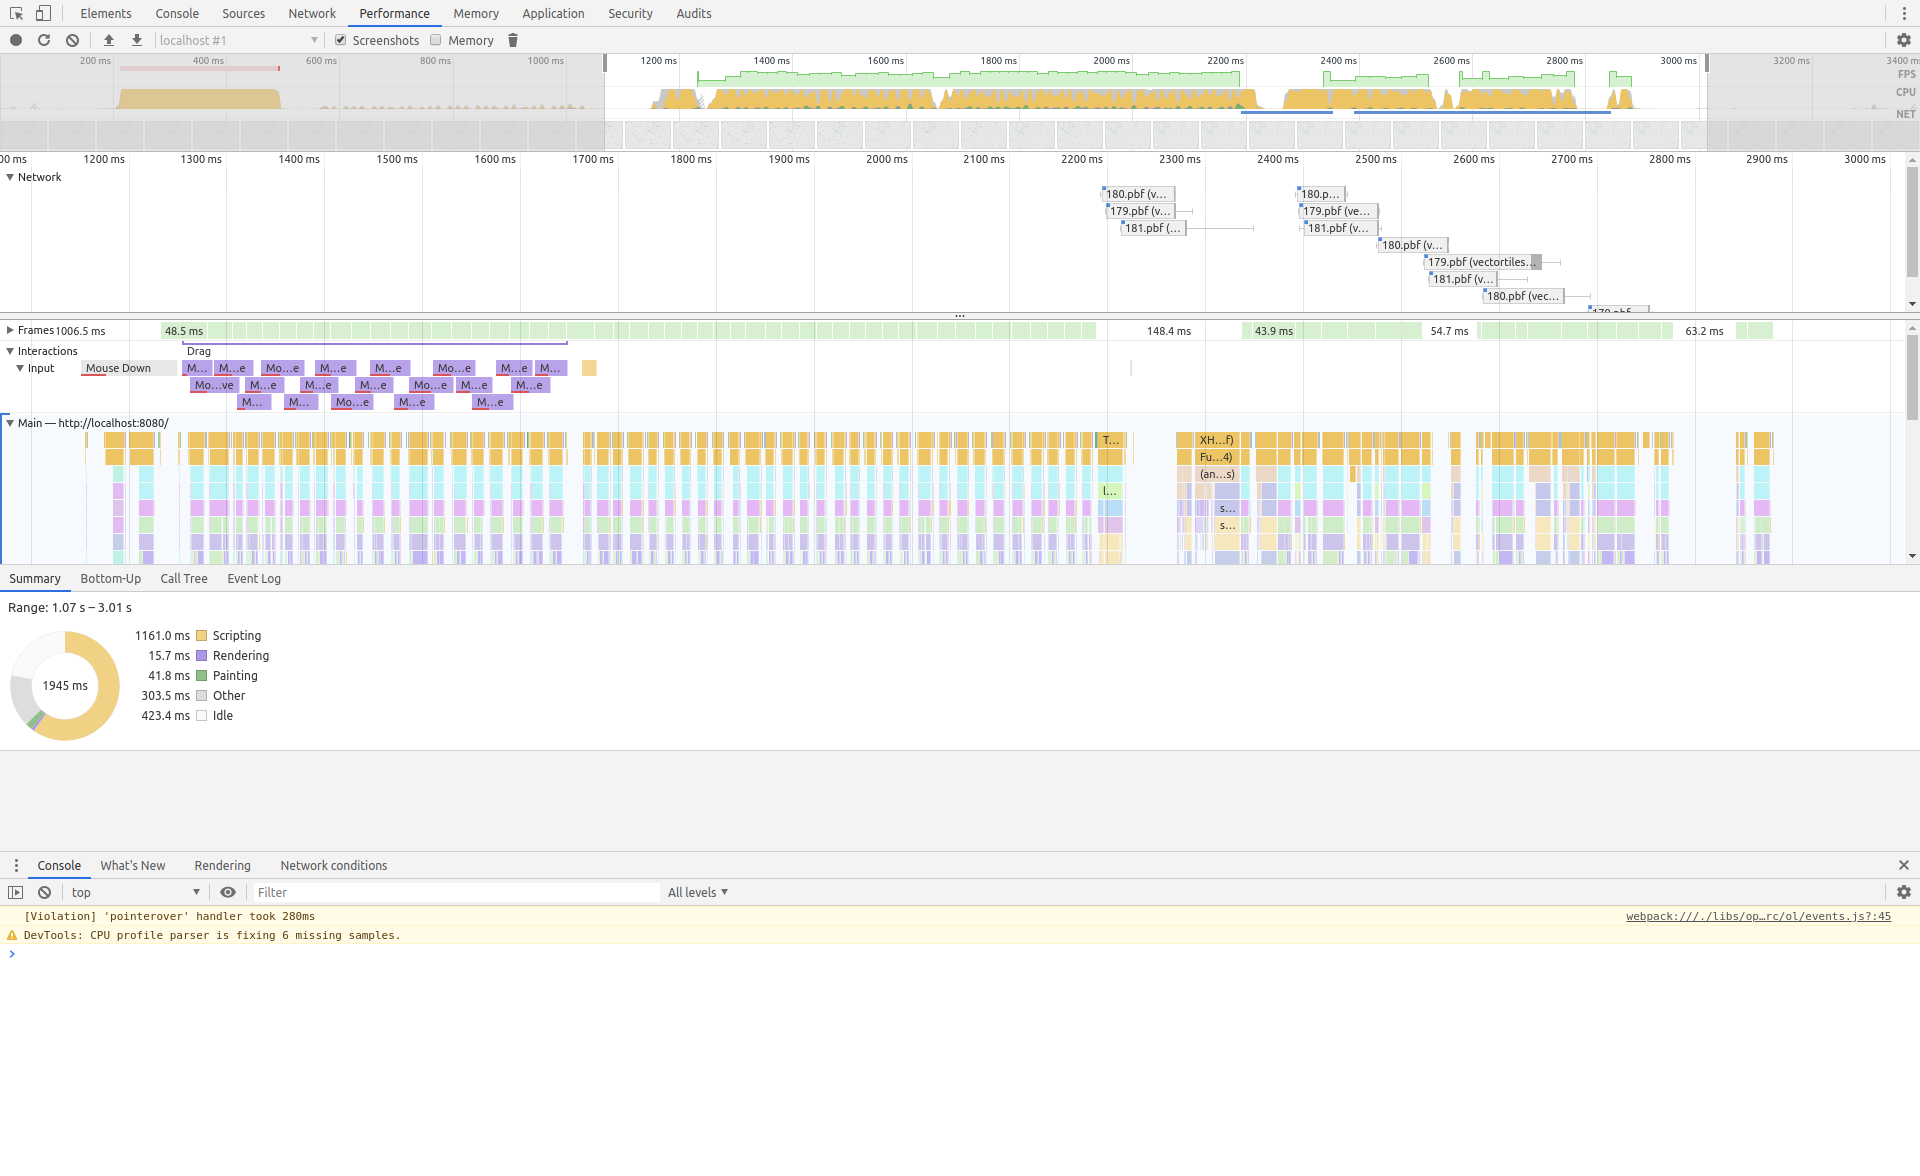 Elements Console Sources Network Performance Memory Application Security Audits
localhost #1 Screenshots Memory
200 ms 400 ms 600 ms 800 ms 1000 ms 1200 ms 1400 ms 1600 ms 1800 ms 2000 ms 2200 ms 2400 ms 2600 ms 2800 ms 3000 ms 3200 ms 3400 ms
FPS
CPU
NET
00 ms 1200 ms 1300 ms 1400 ms 1500 ms 1600 ms 1700 ms 1800 ms 1900 ms 2000 ms 2100 ms 2200 ms 2300 ms 2400 ms 2500 ms 2600 ms 2700 ms 2800 ms 2900 ms 3000 ms
Network
180.pbf (v… 180.p…
179.pbf (v… 179.pbf (ve…
181.pbf (… 181.pbf (v…
180.pbf (v…
179.pbf (vectortiles…
181.pbf (v…
180.pbf (vec…
Frames 1006.5 ms 48.5 ms 148.4 ms 43.9 ms 54.7 ms 63.2 ms
Interactions Drag
Input Mouse Down M… M…e Mo…e M…e M…e Mo…e M…e M…
Mo…ve M…e M…e M…e Mo…e M…e M…e
M… M… Mo…e M…e M…e
Main — http://localhost:8080/
T… XH…f)
Fu…4)
(an…s)
l…
s…
s…
Summary Bottom-Up Call Tree Event Log
Range: 1.07 s – 3.01 s
1161.0 ms Scripting
15.7 ms Rendering
41.8 ms Painting
303.5 ms Other
423.4 ms Idle
1945 ms
Console What's New Rendering Network conditions
top Filter All levels
[Violation] 'pointerover' handler took 280ms webpack:///./libs/op…rc/ol/events.js?:45
DevTools: CPU profile parser is fixing 6 missing samples.